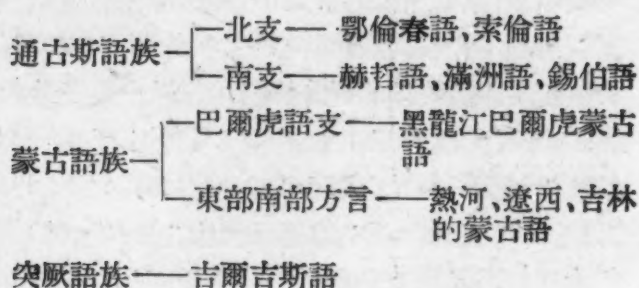 通古斯語族
北支 鄂倫春語、索倫語
南支 赫哲語、滿洲語、錫伯語
蒙古語族
巴爾虎語支 黑龍江巴爾虎蒙古
語
東部南部方言 熱河、遼西、吉林
的蒙古語
突厥語族 吉爾吉斯語